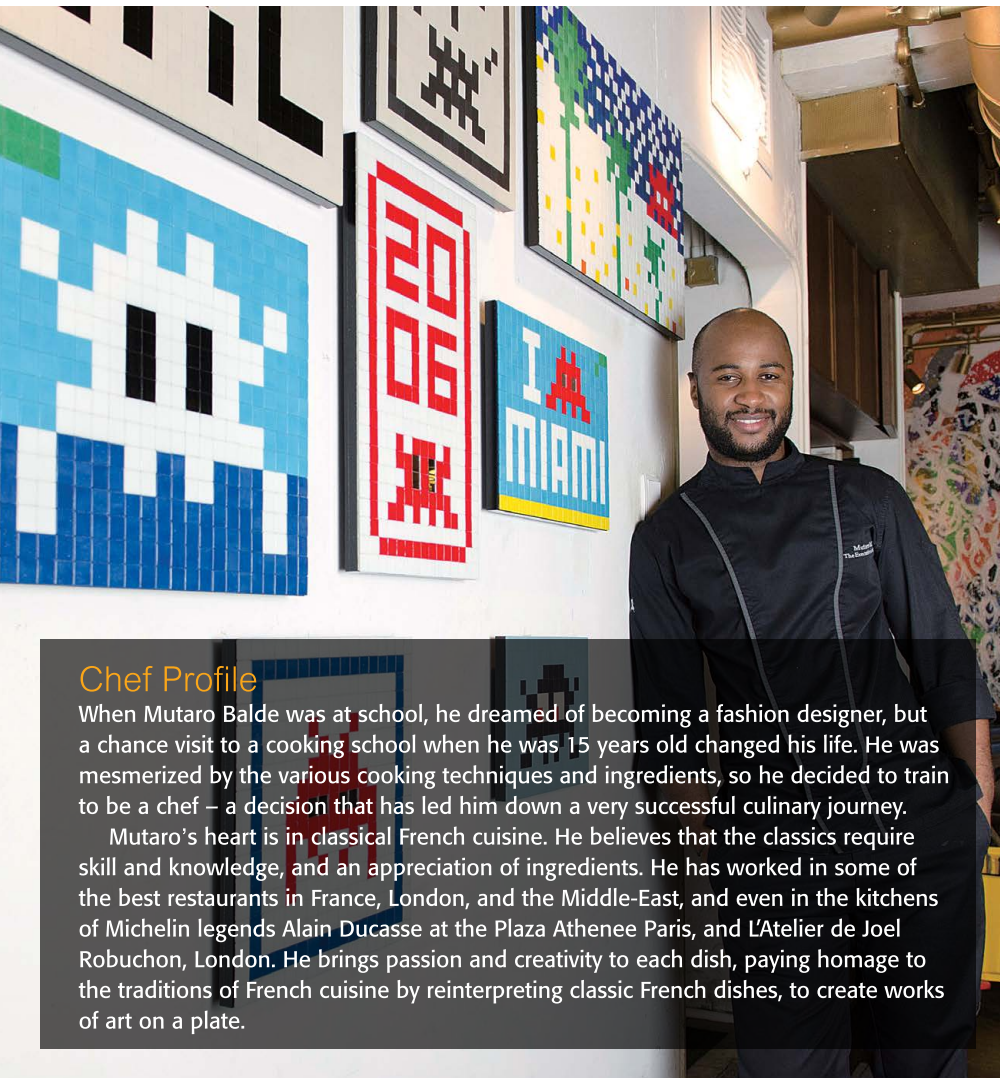 2006
I
MIAMI
Chef Profile
When Mutaro Balde was at school, he dreamed of becoming a fashion designer, but
a chance visit to a cooking school when he was 15 years old changed his life. He was
mesmerized by the various cooking techniques and ingredients, so he decided to train
to be a chef – a decision that has led him down a very successful culinary journey.
Mutaro's heart is in classical French cuisine. He believes that the classics require
skill and knowledge, and an appreciation of ingredients. He has worked in some of
the best restaurants in France, London, and the Middle-East, and even in the kitchens
of Michelin legends Alain Ducasse at the Plaza Athenee Paris, and L'Atelier de Joel
Robuchon, London. He brings passion and creativity to each dish, paying homage to
the traditions of French cuisine by reinterpreting classic French dishes, to create works
of art on a plate.